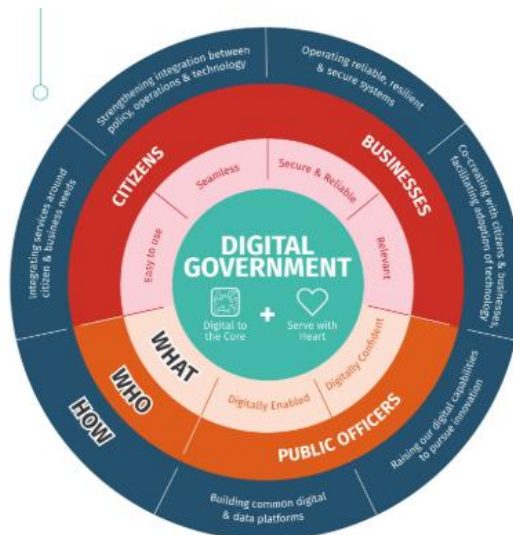 Strengthening integration between
policy, operations & technology
Operating reliable, resilient
& secure systems
Co-creating with citizens & businesses,
facilitating adoption of technology
Raising our digital capabilities
to pursue innovation
Building common digital
& data platforms
Integrating services around
citizen & business needs
CITIZENS
BUSINESSES
PUBLIC OFFICERS
Easy to use
Seamless
Secure & Reliable
Relevant
Digitally Confident
Digitally Enabled
DIGITAL
GOVERNMENT
Digital to
the Core
+
Serve with
Heart
WHAT
WHO
HOW